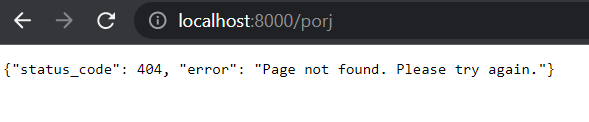 localhost:8000/porj
{"status_code": 404, "error": "Page not found. Please try again."}